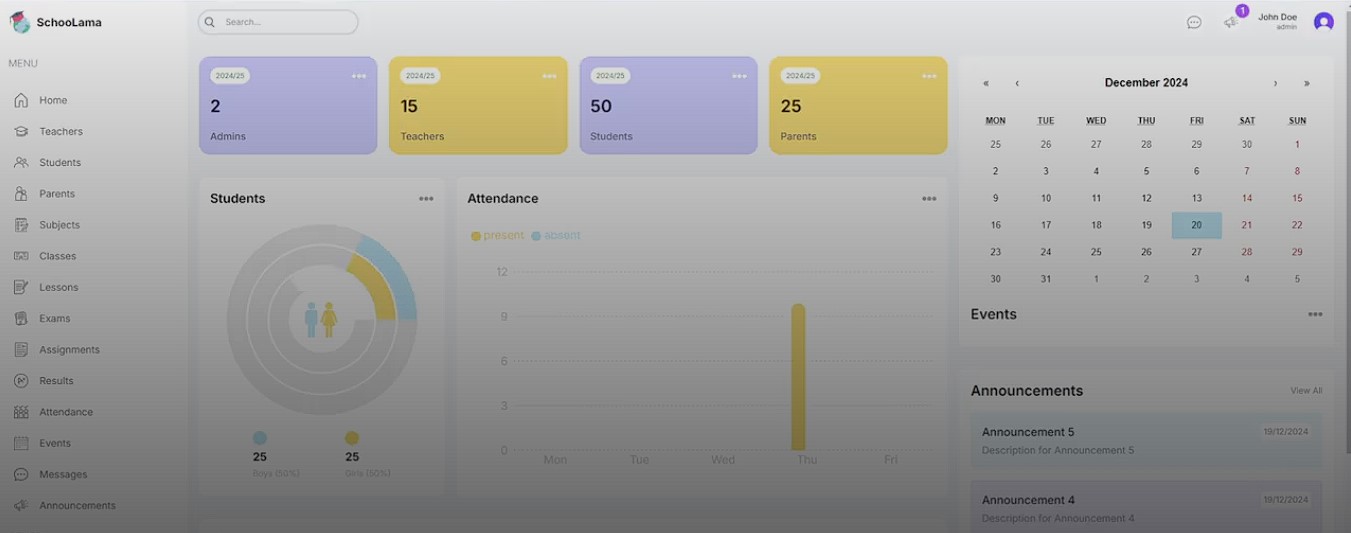 SchooLama
Search...
1
John Doe
admin
MENU
Home
Teachers
Students
Parents
Subjects
Classes
Lessons
Exams
Assignments
Results
Attendance
Events
Messages
Announcements
2024/25
2
Admins
2024/25
15
Teachers
2024/25
50
Students
2024/25
25
Parents
Students
25
Boys (50%)
25
Girls (50%)
Attendance
present absent
12
9
6
3
0
Mon Tue Wed Thu Fri
« ‹ December 2024 › »
MON TUE WED THU FRI SAT SUN
25 26 27 28 29 30 1
2 3 4 5 6 7 8
9 10 11 12 13 14 15
16 17 18 19 20 21 22
23 24 25 26 27 28 29
30 31 1 2 3 4 5
Events
Announcements View All
Announcement 5 19/12/2024
Description for Announcement 5
Announcement 4 19/12/2024
Description for Announcement 4